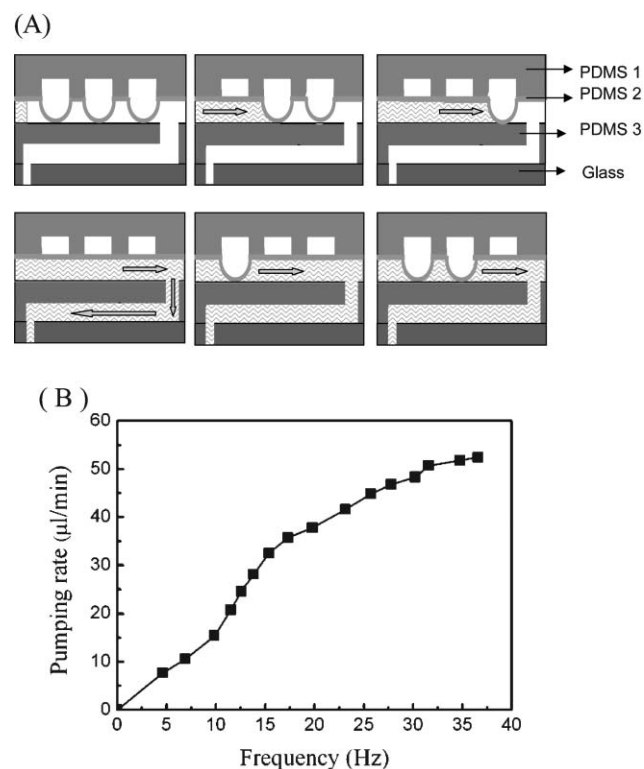 (A)
PDMS 1
PDMS 2
PDMS 3
Glass
( B )
60
50
40
30
20
10
0
0 5 10 15 20 25 30 35 40
Pumping rate (μl/min)
Frequency (Hz)